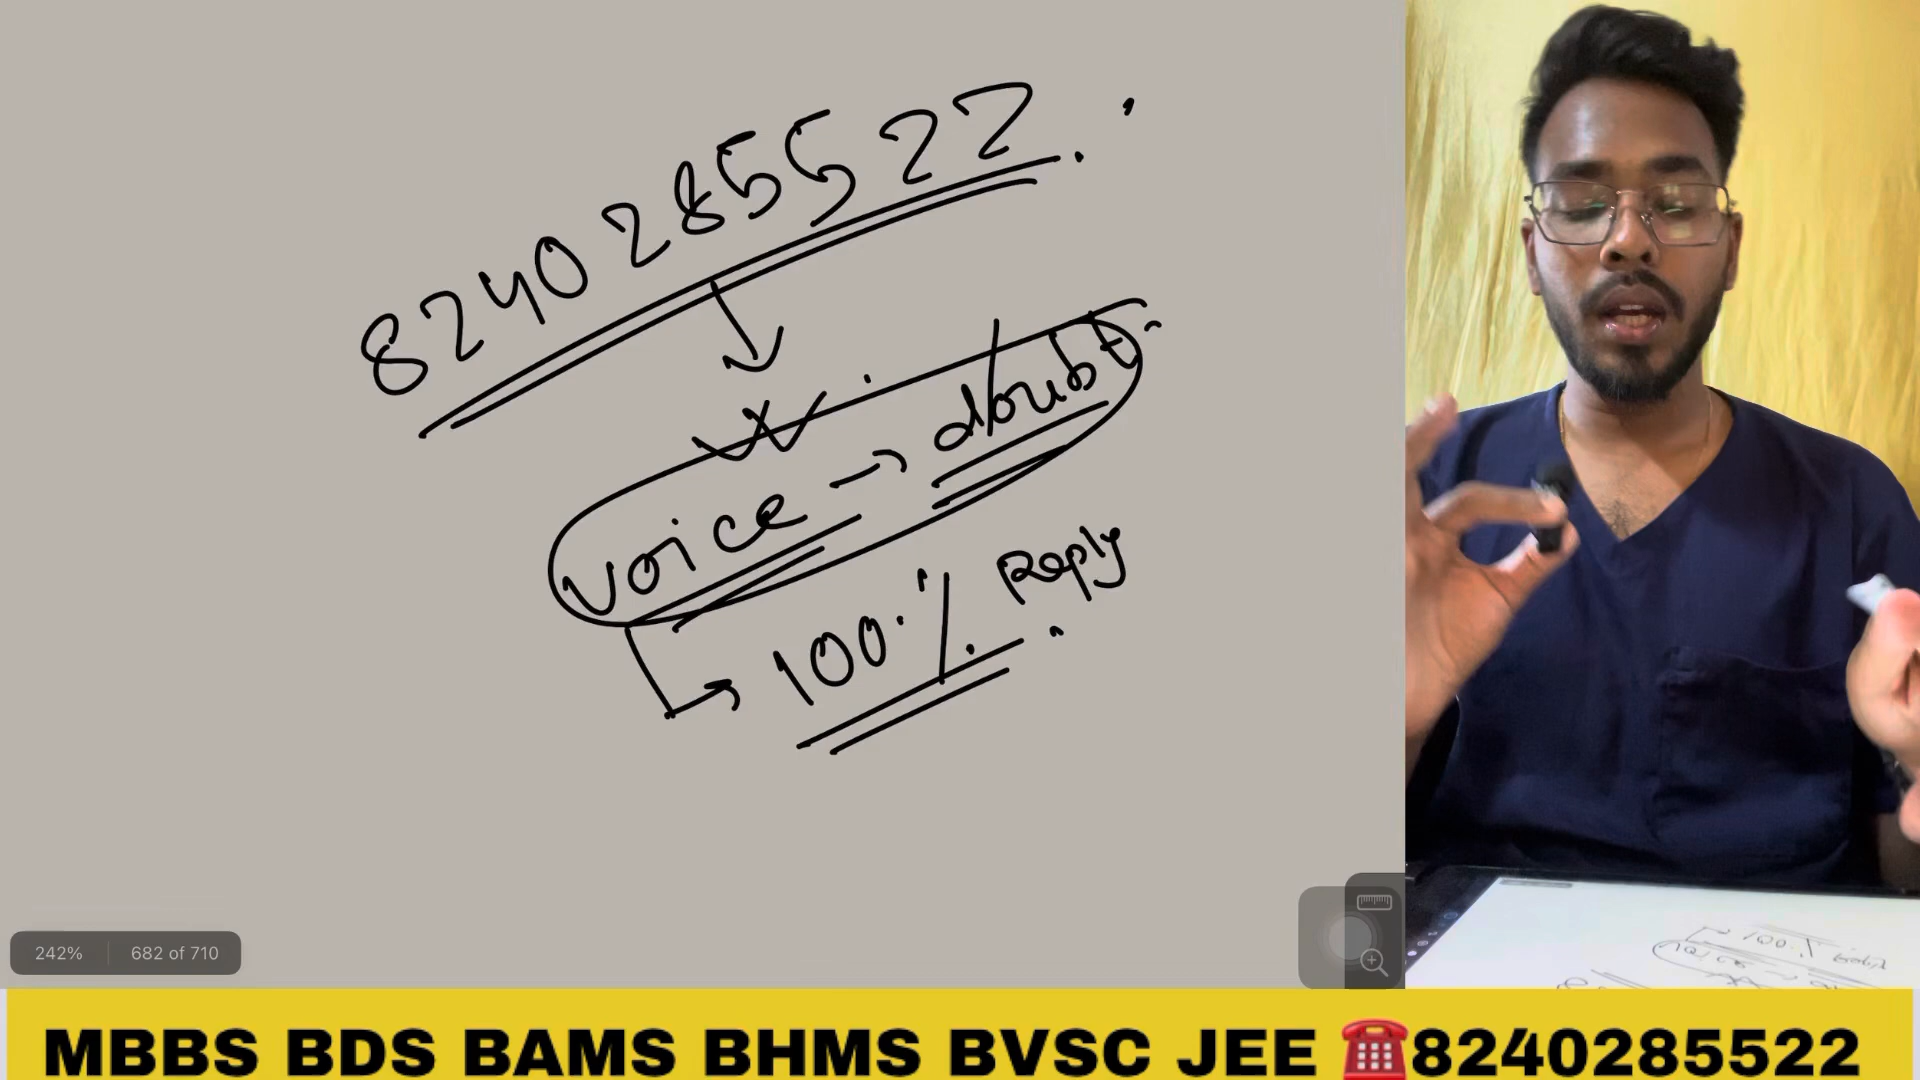 8240285522
W.
voice → doubt
100% Reply
242% 682 of 710
MBBS BDS BAMS BHMS BVSC JEE ☎8240285522